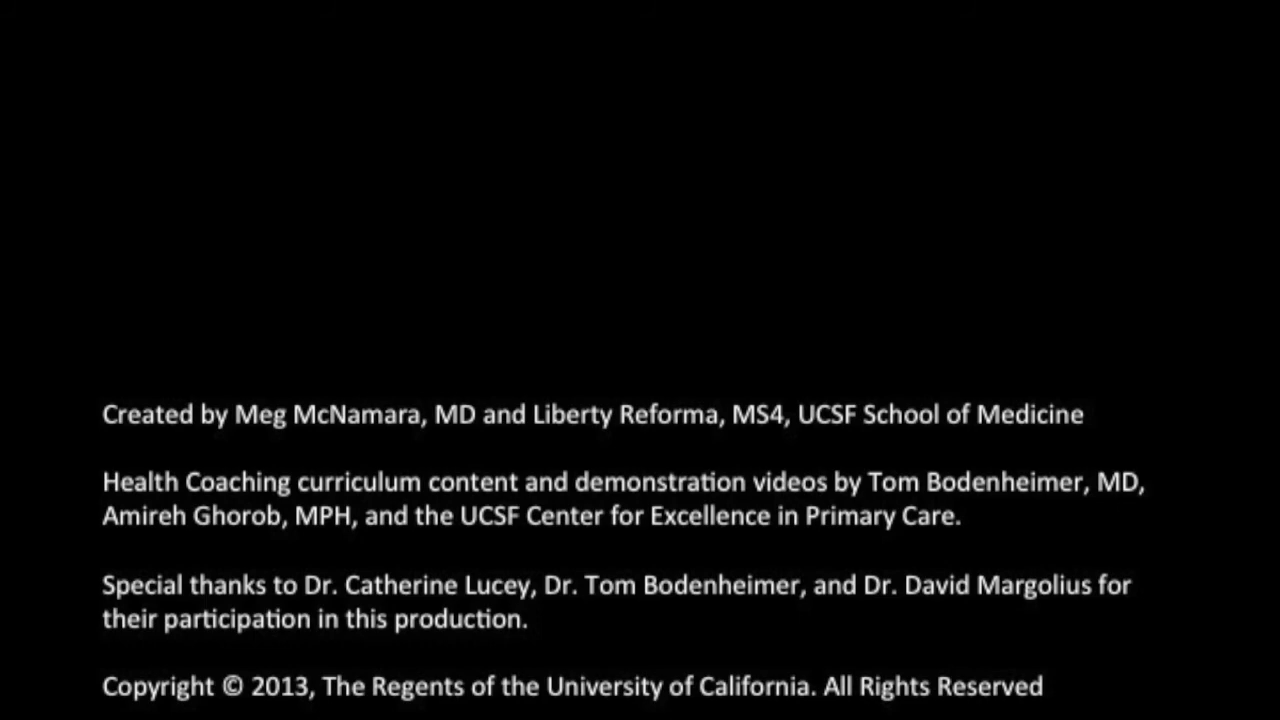 Created by Meg McNamara, MD and Liberty Reforma, MS4, UCSF School of Medicine
Health Coaching curriculum content and demonstration videos by Tom Bodenheimer, MD,
Amireh Ghorob, MPH, and the UCSF Center for Excellence in Primary Care.
Special thanks to Dr. Catherine Lucey, Dr. Tom Bodenheimer, and Dr. David Margolius for
their participation in this production.
Copyright © 2013, The Regents of the University of California. All Rights Reserved